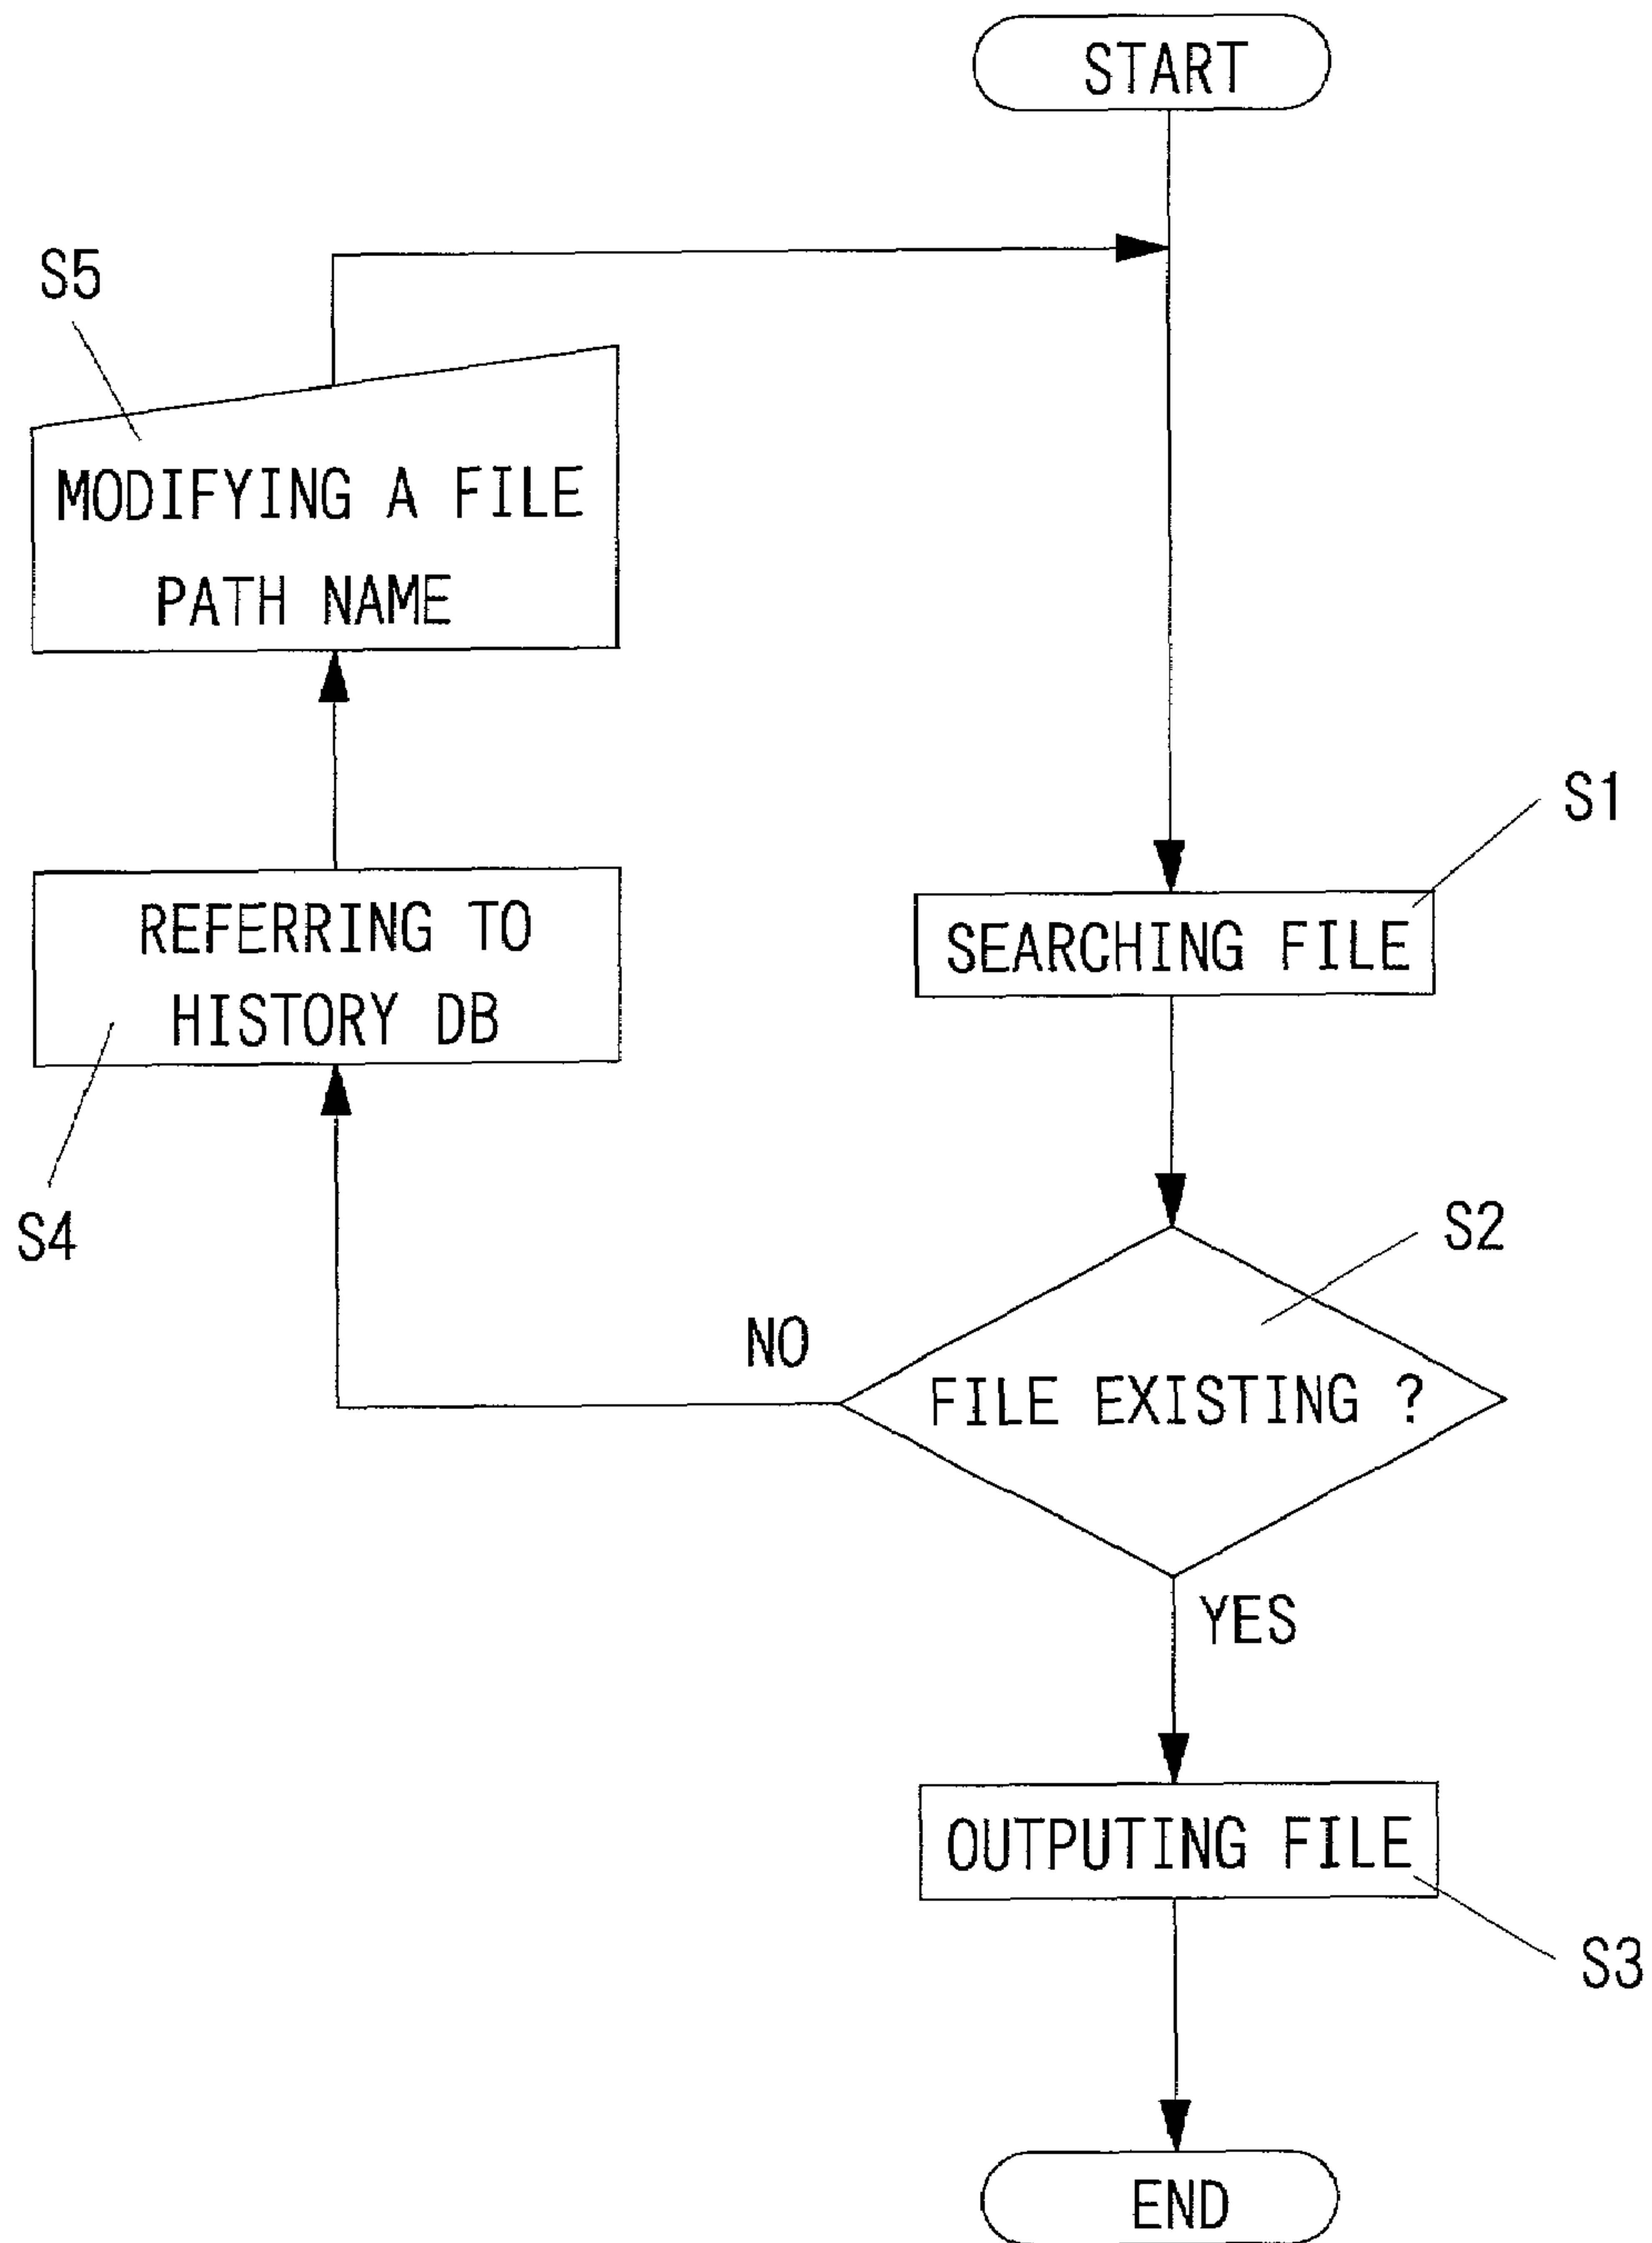 START
S5
MODIFYING A FILE
PATH NAME
S1
SEARCHING FILE
REFERRING TO
HISTORY DB
S4
S2
NO
FILE EXISTING ?
YES
OUTPUTING FILE
S3
END